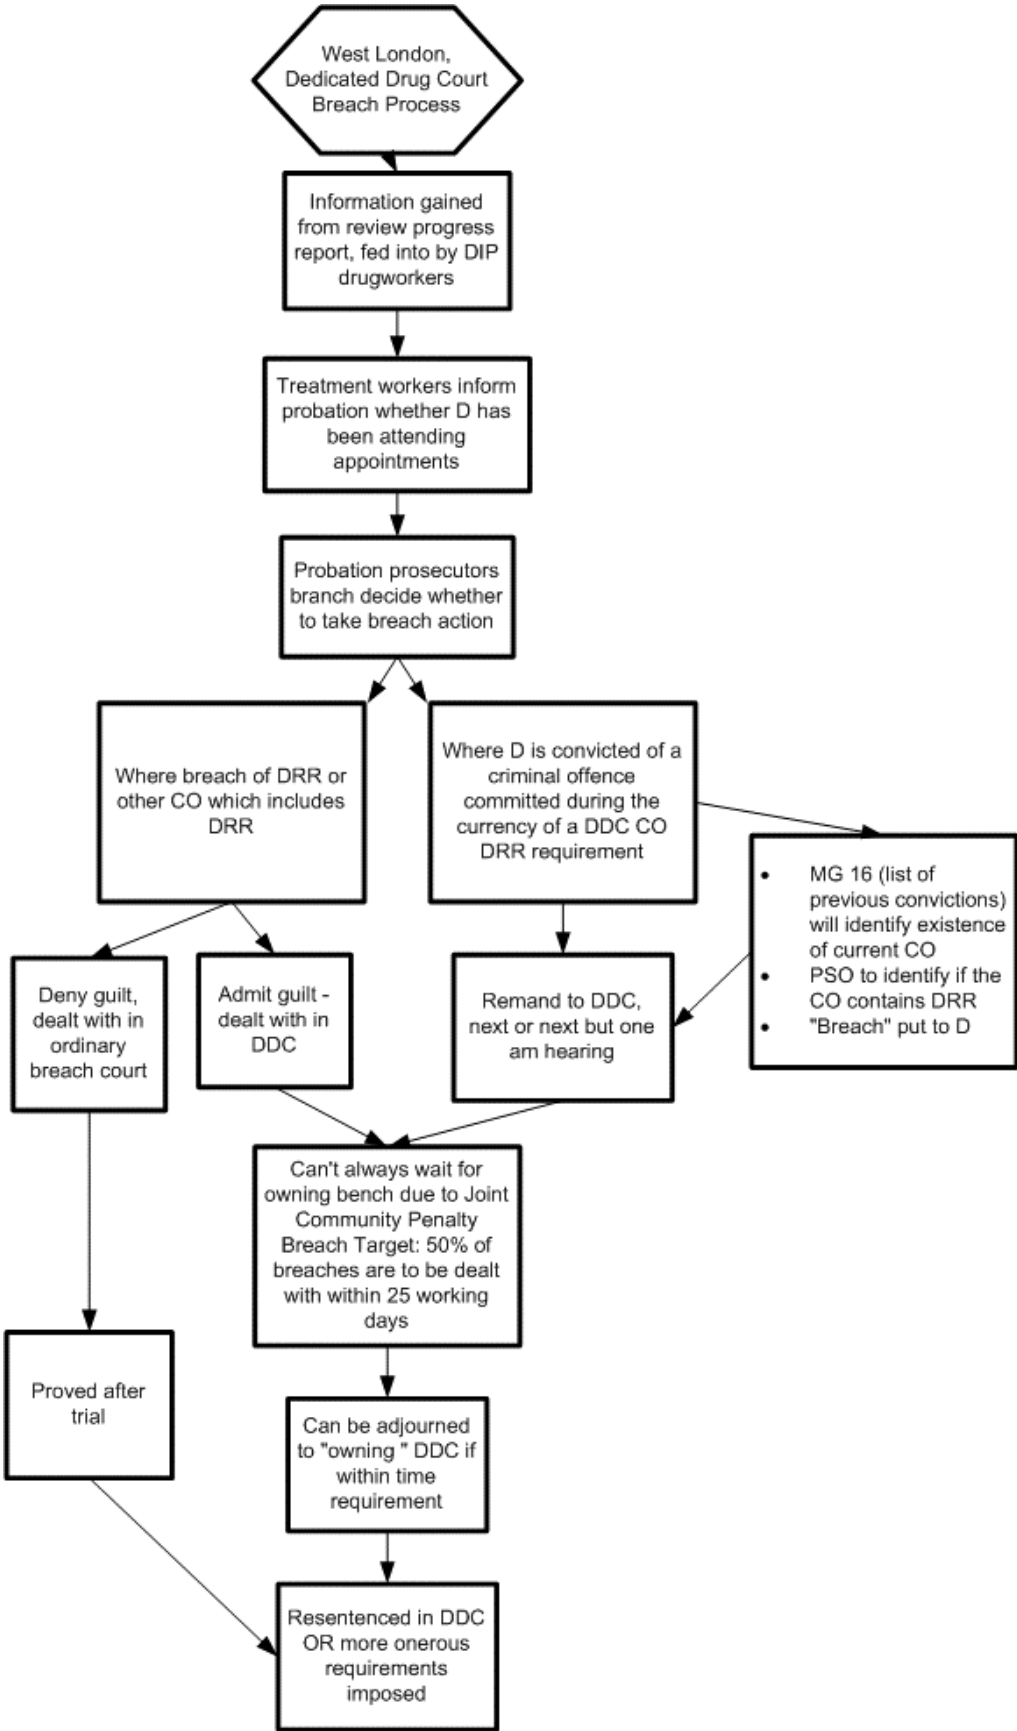 West London,
Dedicated Drug Court
Breach Process
Information gained
from review progress
report, fed into by DIP
drugworkers
Treatment workers inform
probation whether D has
been attending
appointments
Probation prosecutors
branch decide whether
to take breach action
Where breach of DRR or
other CO which includes
DRR
Where D is convicted of a
criminal offence
committed during the
currency of a DDC CO
DRR requirement
• MG 16 (list of
previous convictions)
will identify existence
of current CO
• PSO to identify if the
CO contains DRR
• "Breach" put to D
Deny guilt,
dealt with in
ordinary
breach court
Admit guilt -
dealt with in
DDC
Remand to DDC,
next or next but one
am hearing
Can't always wait for
owning bench due to Joint
Community Penalty
Breach Target: 50% of
breaches are to be dealt
with within 25 working
days
Proved after
trial
Can be adjourned
to "owning " DDC if
within time
requirement
Resentenced in DDC
OR more onerous
requirements
imposed